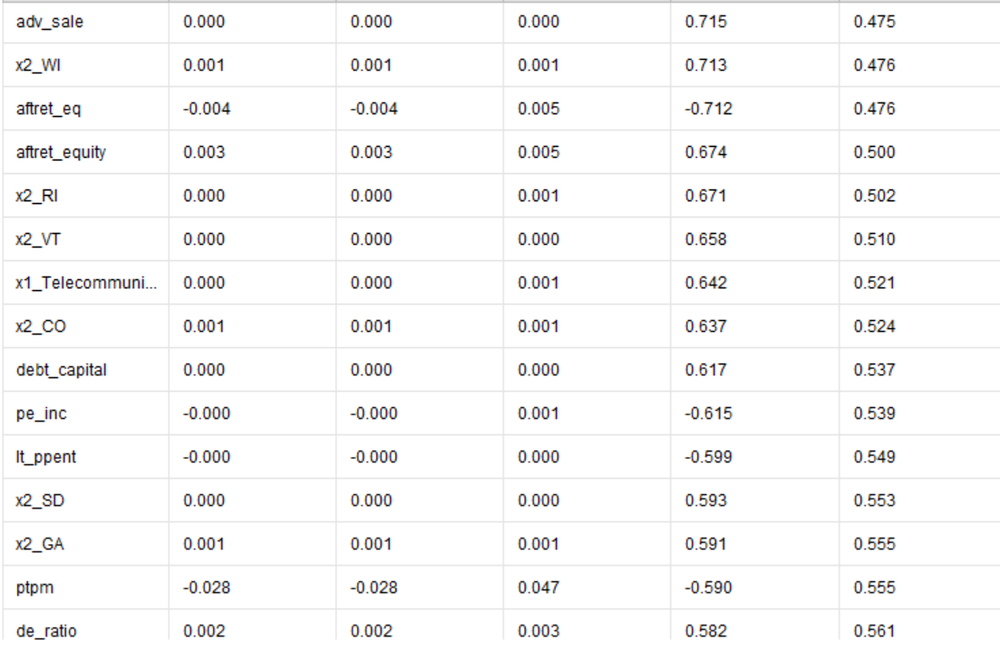 adv_sale 0.000 0.000 0.000 0.715 0.475
x2_WI 0.001 0.001 0.001 0.713 0.476
aftret_eq -0.004 -0.004 0.005 -0.712 0.476
aftret_equity 0.003 0.003 0.005 0.674 0.500
x2_RI 0.000 0.000 0.001 0.671 0.502
x2_VT 0.000 0.000 0.000 0.658 0.510
x1_Telecommuni... 0.000 0.000 0.001 0.642 0.521
x2_CO 0.001 0.001 0.001 0.637 0.524
debt_capital 0.000 0.000 0.000 0.617 0.537
pe_inc -0.000 -0.000 0.001 -0.615 0.539
lt_ppent -0.000 -0.000 0.000 -0.599 0.549
x2_SD 0.000 0.000 0.000 0.593 0.553
x2_GA 0.001 0.001 0.001 0.591 0.555
ptpm -0.028 -0.028 0.047 -0.590 0.555
de_ratio 0.002 0.002 0.003 0.582 0.561